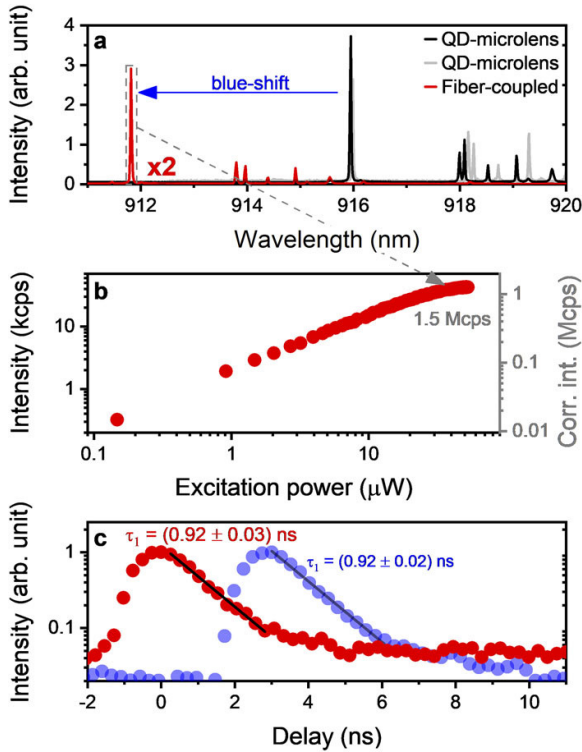 a
QD-microlens
QD-microlens
Fiber-coupled
blue-shift
x2
Intensity (arb. unit)
4
3
2
1
0
912
914
916
918
920
Wavelength (nm)
b
1.5 Mcps
Intensity (kcps)
10
1
Corr. int. (Mcps)
1
0.1
0.01
0.1
1
10
Excitation power (μW)
c
τ1 = (0.92 ± 0.03) ns
τ1 = (0.92 ± 0.02) ns
Intensity (arb. unit)
1
0.1
-2
0
2
4
6
8
10
Delay (ns)